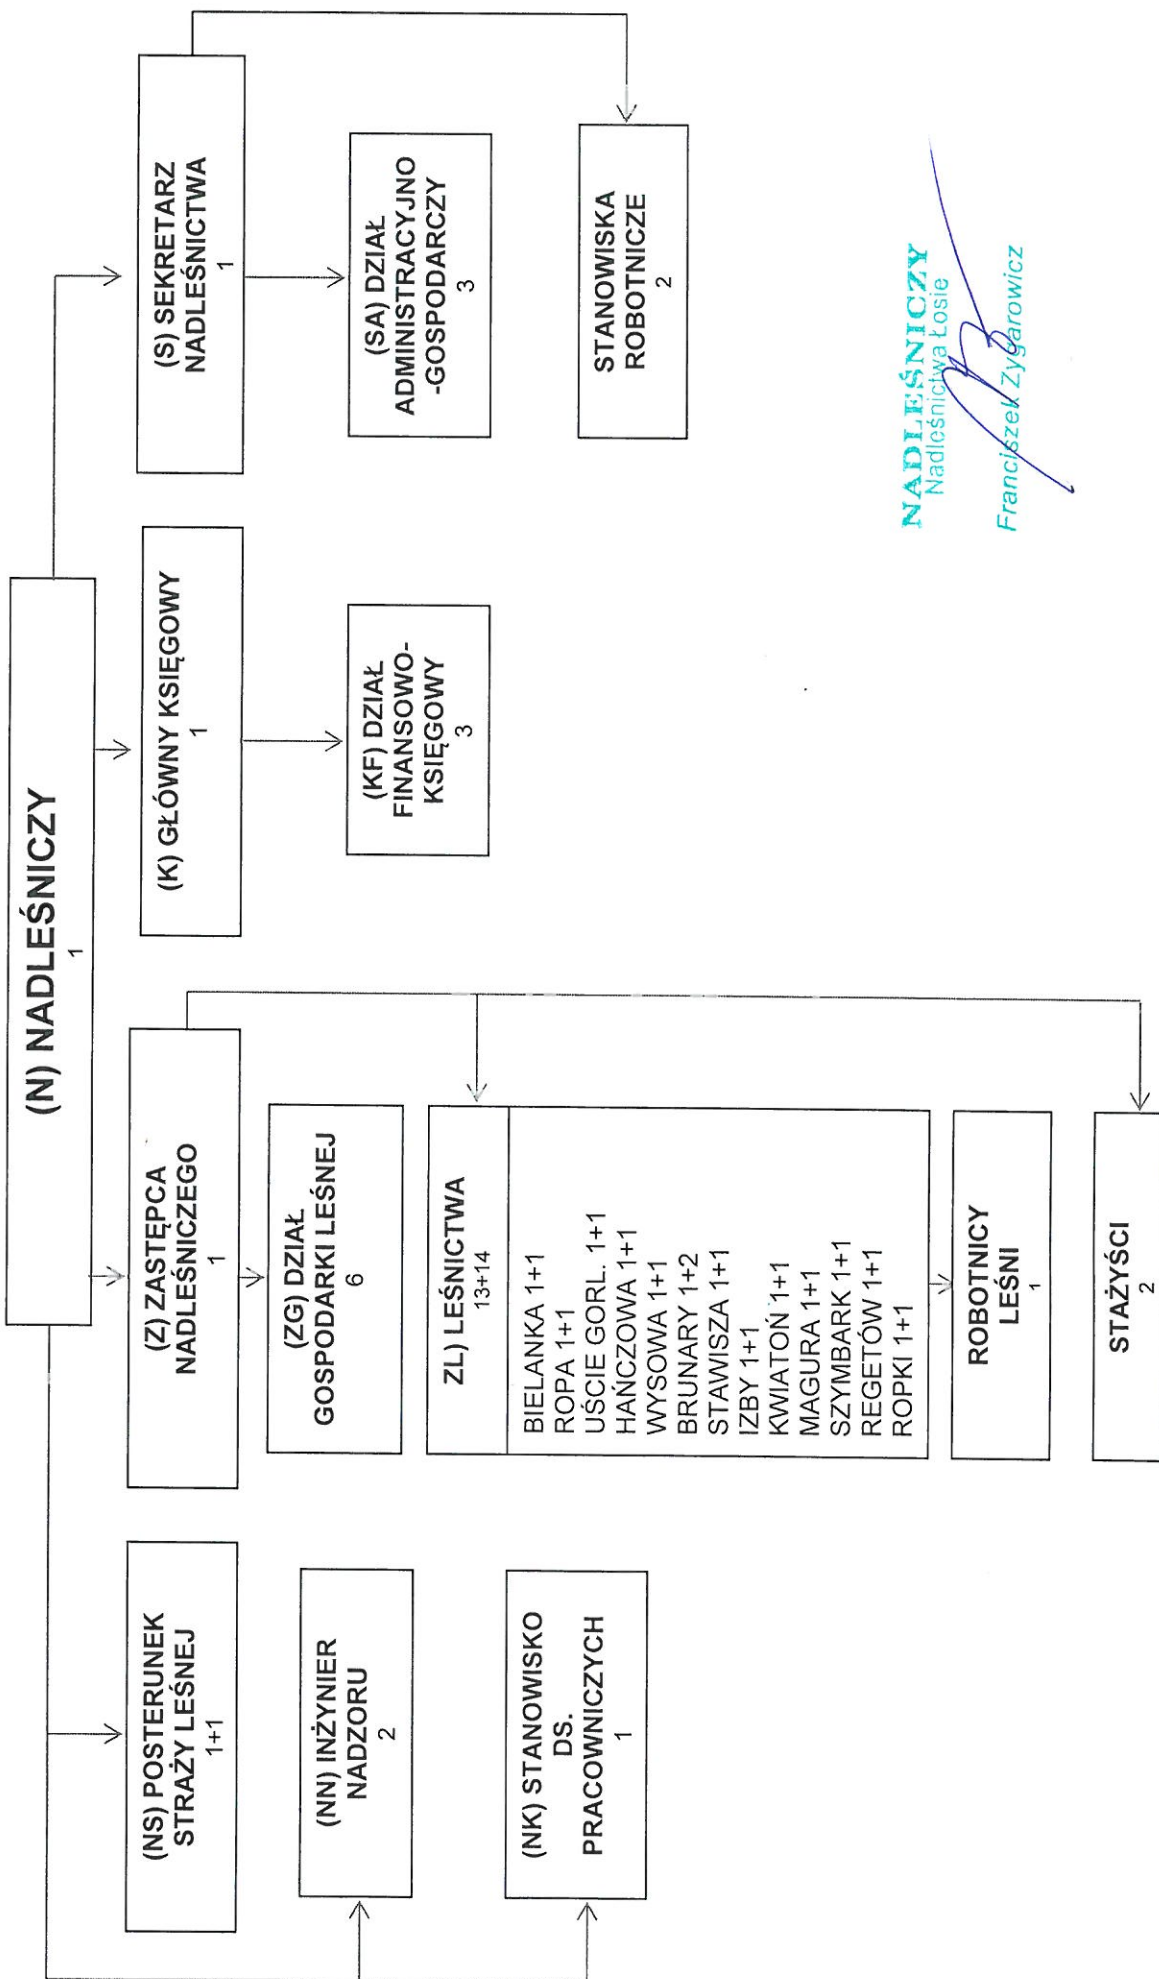 (N) NADLEŚNICZY
1
(NS) POSTERUNEK
STRAŻY LEŚNEJ
1+1
(NN) INŻYNIER
NADZORU
2
(NK) STANOWISKO
DS.
PRACOWNICZYCH
1
(Z) ZASTĘPCA
NADLEŚNICZEGO
1
(ZG) DZIAŁ
GOSPODARKI LEŚNEJ
6
ZL) LEŚNICTWA
13+14
BIELANKA 1+1
ROPA 1+1
UŚCIE GORL. 1+1
HAŃCZOWA 1+1
WYSOWA 1+1
BRUNARY 1+2
STAWISZA 1+1
IZBY 1+1
KWIATOŃ 1+1
MAGURA 1+1
SZYMBARK 1+1
REGETÓW 1+1
ROPKI 1+1
ROBOTNICY
LEŚNI
1
STAŻYŚCI
2
(K) GŁÓWNY KSIĘGOWY
1
(KF) DZIAŁ
FINANSOWO-
KSIĘGOWY
3
(S) SEKRETARZ
NADLEŚNICTWA
1
(SA) DZIAŁ
ADMINISTRACYJNO
-GOSPODARCZY
3
STANOWISKA
ROBOTNICZE
2
NADLEŚNICZY
Nadleśnictwa Łosie
Franciszek Zygarowicz